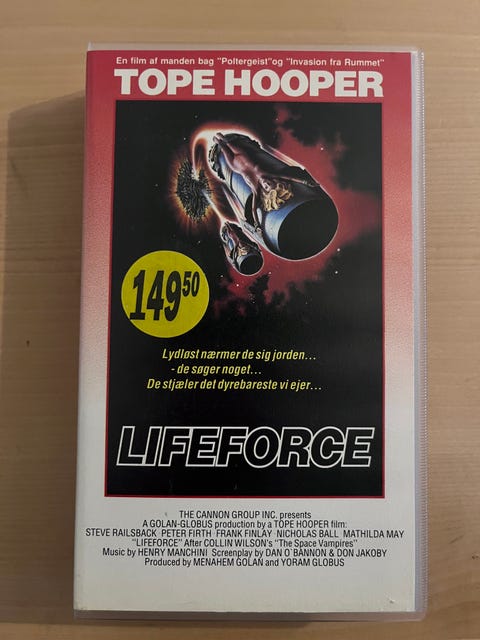 En film af manden bag "Poltergeist"og "Invasion fra Rummet"
TOPE HOOPER
149⁵⁰
Lydløst nærmer de sig jorden...
- de søger noget...
De stjæler det dyrebareste vi ejer...
LIFEFORCE
THE CANNON GROUP INC. presents
A GOLAN-GLOBUS production by a TOPE HOOPER film:
STEVE RAILSBACK PETER FIRTH FRANK FINLAY NICHOLAS BALL MATHILDA MAY
"LIFEFORCE" After COLLIN WILSON's "The Space Vampires"
Music by HENRY MANCHINI Screenplay by DAN O`BANNON & DON JAKOBY
Produced by MENAHEM GOLAN and YORAM GLOBUS